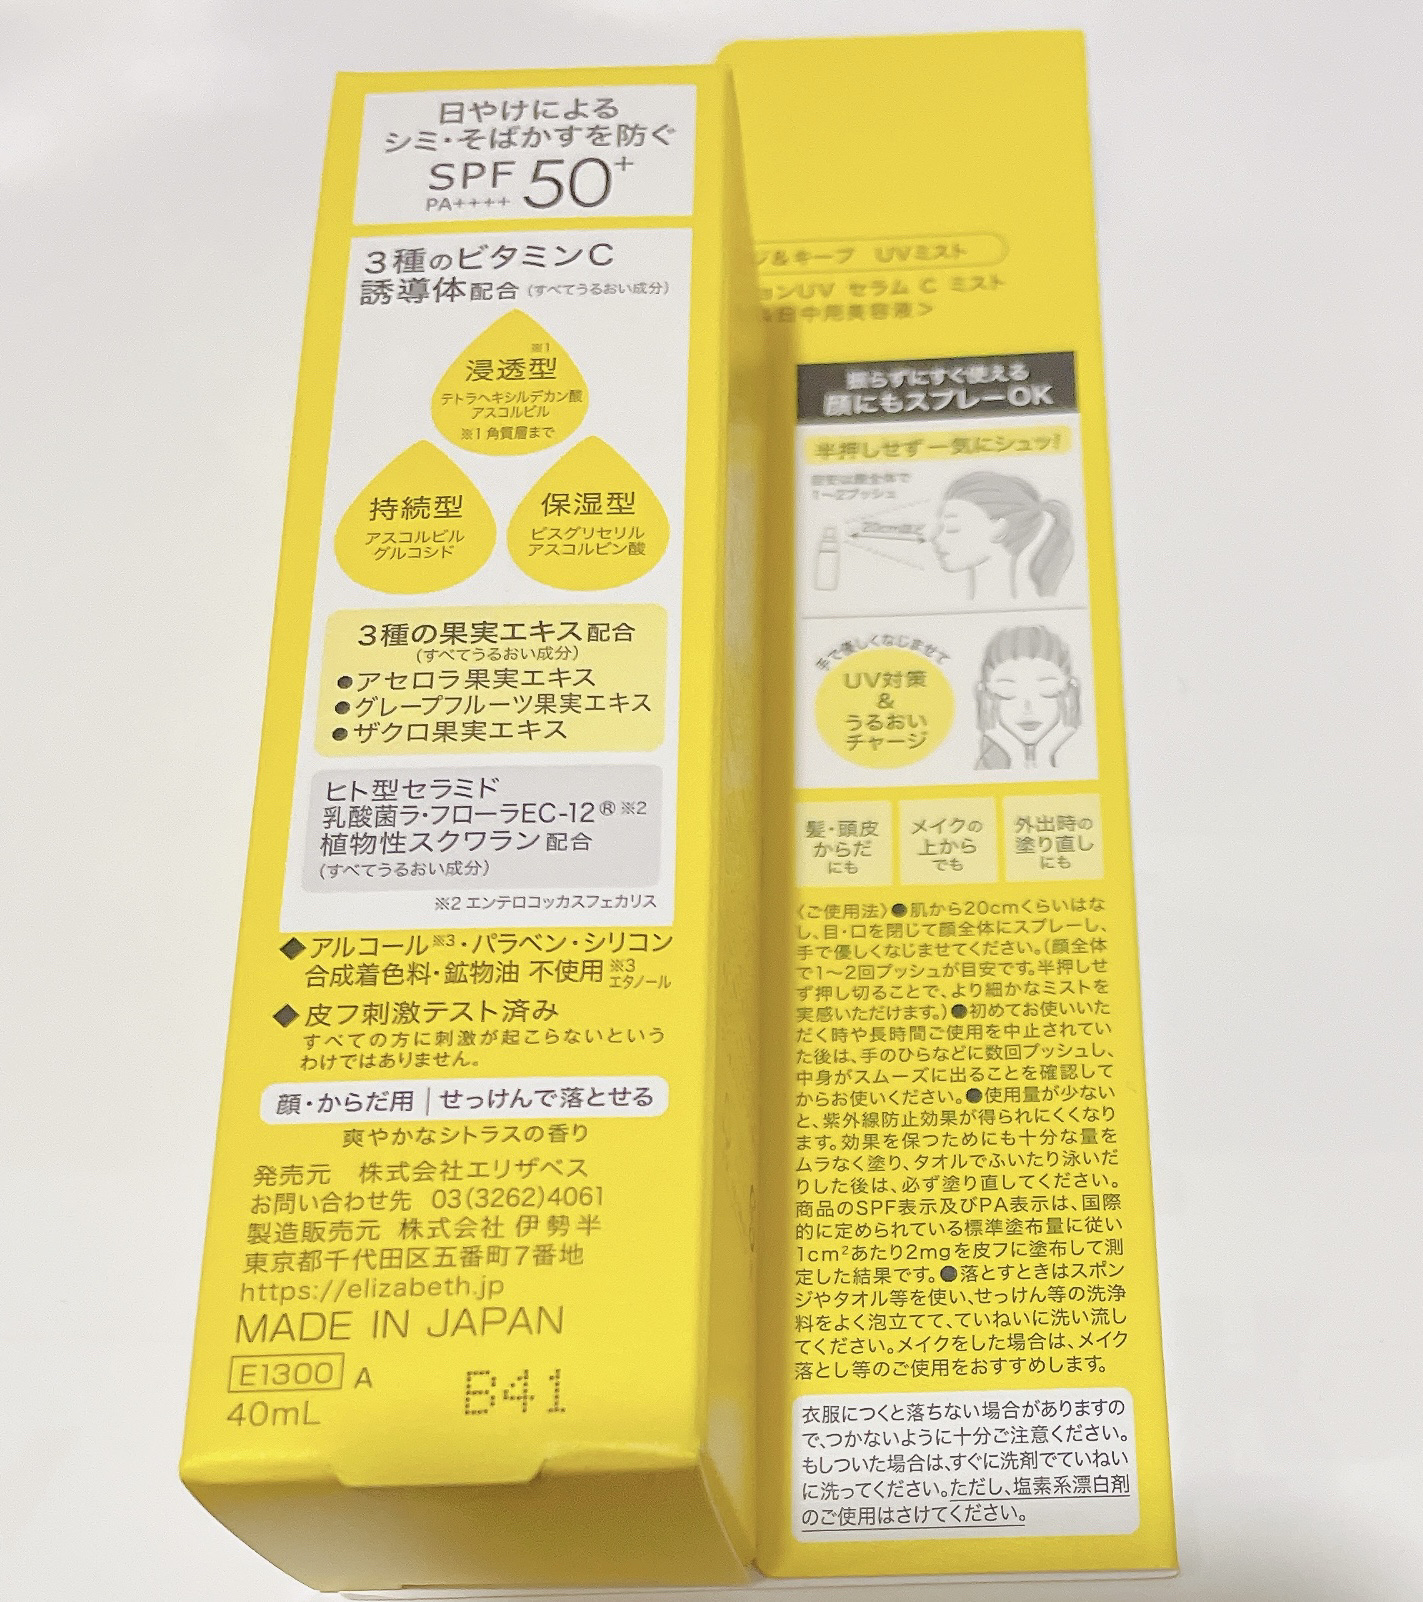 日やけによる
シミ・そばかすを防ぐ
SPF 50+
PA++++
3種のビタミンC
誘導体配合(すべてうるおい成分)
※1
浸透型
テトラヘキシルデカン酸
アスコルビル
※1 角質層まで
持続型
アスコルビル
グルコシド
保湿型
ビスグリセリル
アスコルビン酸
3種の果実エキス配合
(すべてうるおい成分)
●アセロラ果実エキス
●グレープフルーツ果実エキス
●ザクロ果実エキス
ヒト型セラミド
乳酸菌ラ・フローラEC-12®※2
植物性スクワラン配合
(すべてうるおい成分)
※2 エンテロコッカスフェカリス
◆アルコール※3・パラベン・シリコン
合成着色料・鉱物油 不使用 ※3
エタノール
◆皮フ刺激テスト済み
すべての方に刺激が起こらないという
わけではありません。
顔・からだ用|せっけんで落とせる
爽やかなシトラスの香り
発売元 株式会社エリザベス
お問い合わせ先 03(3262)4061
製造販売元 株式会社 伊勢半
東京都千代田区五番町7番地
https://elizabeth.jp
MADE IN JAPAN
E1300 A
B41
40mL
ジ&キープ UVミスト
ョンUV セラム C ミスト
&日中用美容液>
振らずにすぐ使える
顔にもスプレーOK
半押しせず一気にシュッ!
目安は顔全体で
1〜2プッシュ
20cmほど
手で優しくなじませて
UV対策
&
うるおい
チャージ
髪・頭皮
からだ
にも
メイクの
上から
でも
外出時の
塗り直し
にも
〈ご使用法〉●肌から20cmくらいはな
し、目・口を閉じて顔全体にスプレーし、
手で優しくなじませてください。(顔全体
で1〜2回プッシュが目安です。半押しせ
ず押し切ることで、より細かなミストを
実感いただけます。)●初めてお使いいた
だく時や長時間ご使用を中止されてい
た後は、手のひらなどに数回プッシュし、
中身がスムーズに出ることを確認して
からお使いください。●使用量が少ない
と、紫外線防止効果が得られにくくなり
ます。効果を保つためにも十分な量を
ムラなく塗り、タオルでふいたり泳いだ
りした後は、必ず塗り直してください。
商品のSPF表示及びPA表示は、国際
的に定められている標準塗布量に従い
1cm²あたり2mgを皮フに塗布して測
定した結果です。●落とすときはスポン
ジやタオル等を使い、せっけん等の洗浄
料をよく泡立てて、ていねいに洗い流し
てください。メイクをした場合は、メイク
落とし等のご使用をおすすめします。
衣服につくと落ちない場合がありますの
で、つかないように十分ご注意ください。
もしついた場合は、すぐに洗剤でていねい
に洗ってください。ただし、塩素系漂白剤
のご使用はさけてください。